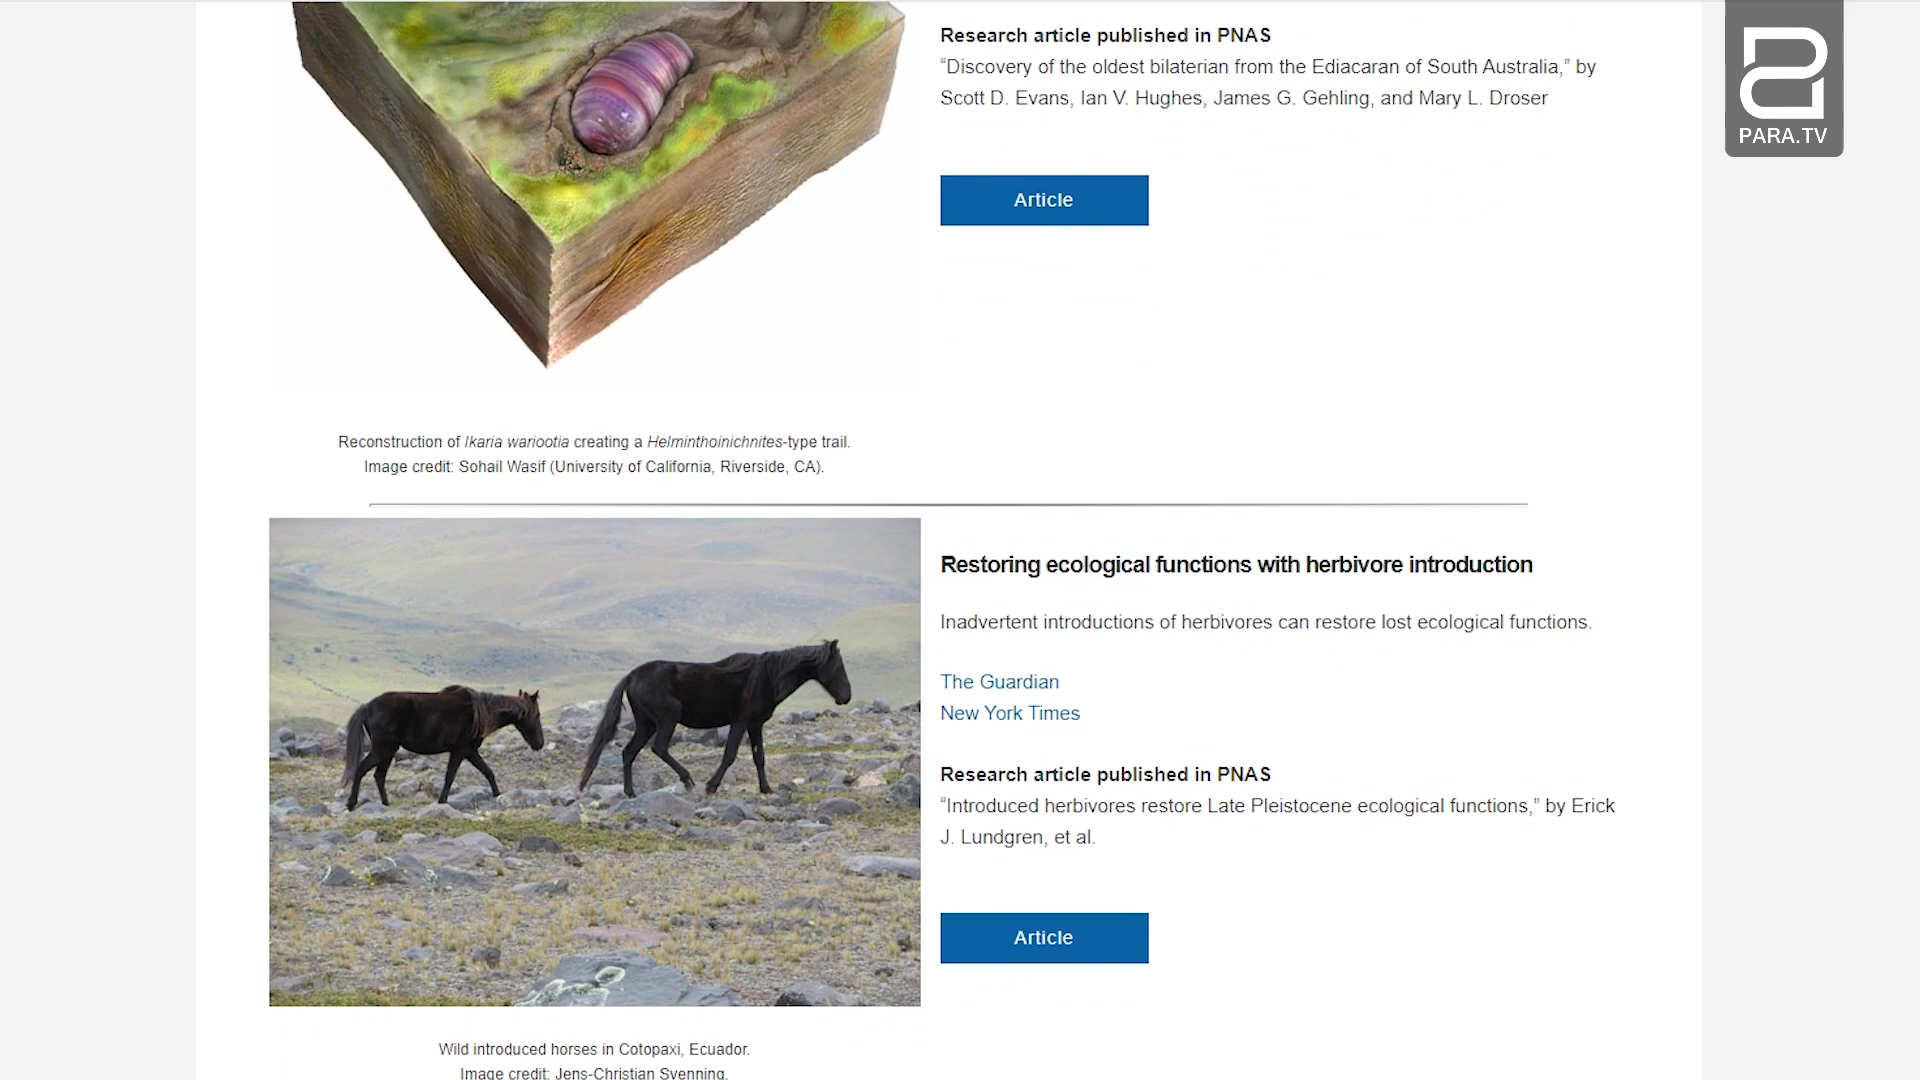 Research article published in PNAS
“Discovery of the oldest bilaterian from the Ediacaran of South Australia,” by
Scott D. Evans, Ian V. Hughes, James G. Gehling, and Mary L. Droser
PARA.TV
Article
Reconstruction of Ikaria wariootia creating a Helminthoinichnites-type trail.
Image credit: Sohail Wasif (University of California, Riverside, CA).
Restoring ecological functions with herbivore introduction
Inadvertent introductions of herbivores can restore lost ecological functions.
The Guardian
New York Times
Research article published in PNAS
“Introduced herbivores restore Late Pleistocene ecological functions,” by Erick
J. Lundgren, et al.
Article
Wild introduced horses in Cotopaxi, Ecuador.
Image credit: Jens-Christian Svenning.